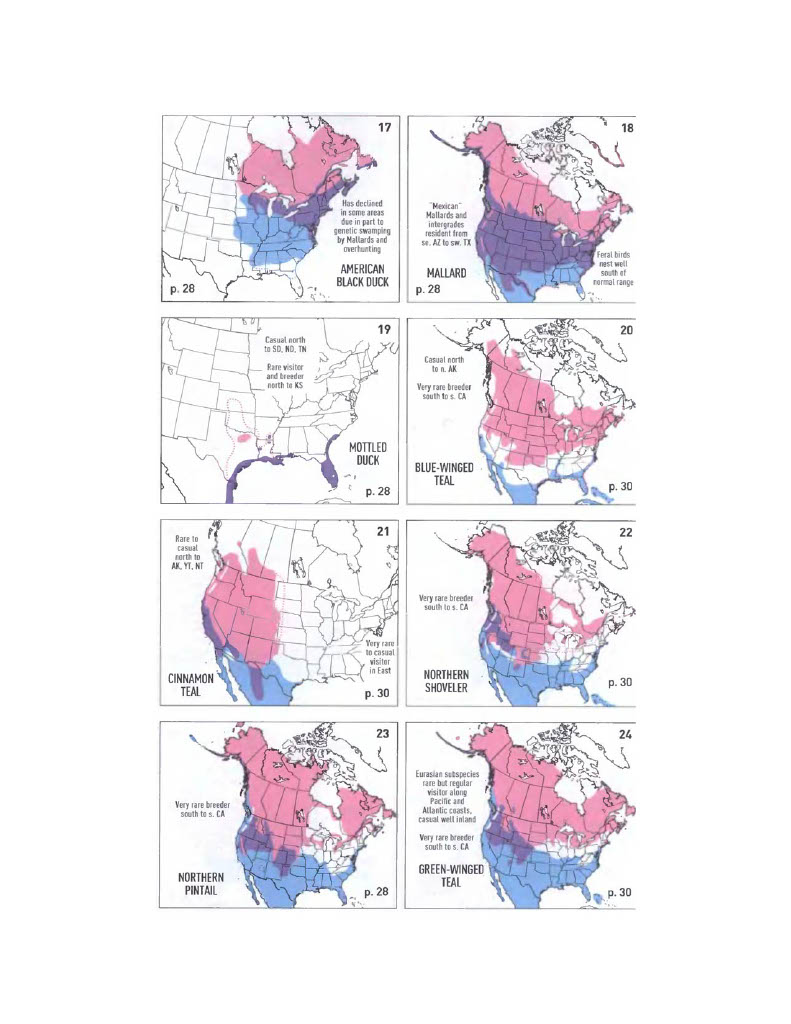 17
Has declined
in some areas
due in part to
genetic swamping
by Mallards and
overhunting
AMERICAN
BLACK DUCK
p. 28
18
"Mexican"
Mallards and
intergrades
resident from
se. AZ to sw. TX
Feral birds
nest well
south of
normal range
MALLARD
p. 28
19
Casual north
to SD, ND, TN
Rare visitor
and breeder
north to KS
MOTTLED
DUCK
p. 28
20
Casual north
to n. AK
Very rare breeder
south to s. CA
BLUE-WINGED
TEAL
p. 30
21
Rare to
casual
north to
AK, YT, NT
Very rare
to casual
visitor
in East
CINNAMON
TEAL
p. 30
22
Very rare breeder
south to s. CA
NORTHERN
SHOVELER
p. 30
23
Very rare breeder
south to s. CA
NORTHERN
PINTAIL
p. 28
24
Eurasian subspecies
rare but regular
visitor along
Pacific and
Atlantic coasts,
casual well inland
Very rare breeder
south to s. CA
GREEN-WINGED
TEAL
p. 30